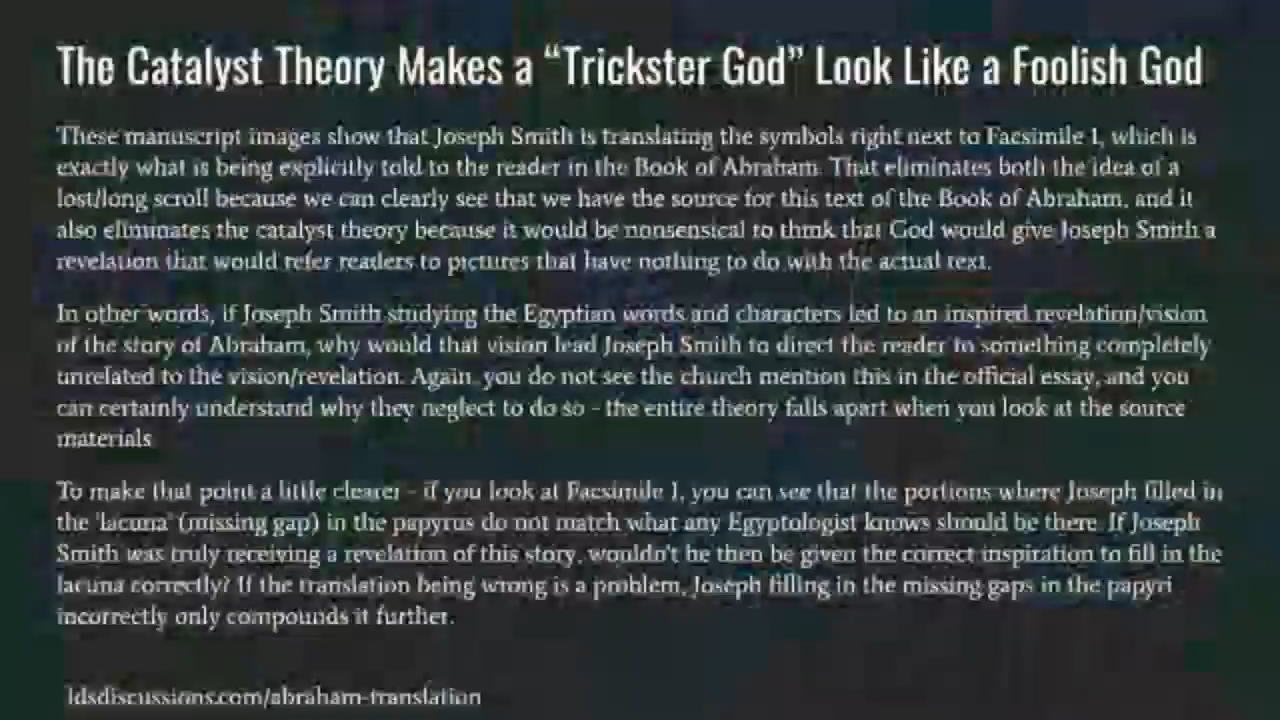 The Catalyst Theory Makes a “Trickster God” Look Like a Foolish God
These manuscript images show that Joseph Smith is translating the symbols right next to Facsimile 1, which is
exactly what is being explicitly told to the reader in the Book of Abraham. That eliminates both the idea of a
lost/long scroll because we can clearly see that we have the source for this text of the Book of Abraham, and it
also eliminates the catalyst theory because it would be nonsensical to think that God would give Joseph Smith a
revelation that would refer readers to pictures that have nothing to do with the actual text.
In other words, if Joseph Smith studying the Egyptian words and characters led to an inspired revelation/vision
of the story of Abraham, why would that vision lead Joseph Smith to direct the reader to something completely
unrelated to the vision/revelation. Again, you do not see the church mention this in the official essay, and you
can certainly understand why they neglect to do so - the entire theory falls apart when you look at the source
materials
To make that point a little clearer - if you look at Facsimile 1, you can see that the portions where Joseph filled in
the 'lacuna' (missing gap) in the papyrus do not match what any Egyptologist knows should be there. If Joseph
Smith was truly receiving a revelation of this story, wouldn't he then be given the correct inspiration to fill in the
lacuna correctly? If the translation being wrong is a problem, Joseph filling in the missing gaps in the papyri
incorrectly only compounds it further.
ldsdiscussions.com/abraham-translation